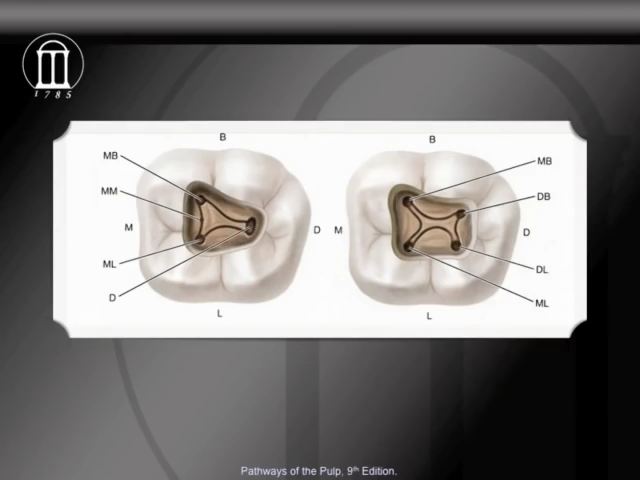 1785
B
MB
MM
M
ML
D
D
L
B
MB
DB
M
D
DL
ML
L
Pathways of the Pulp. 9th Edition.